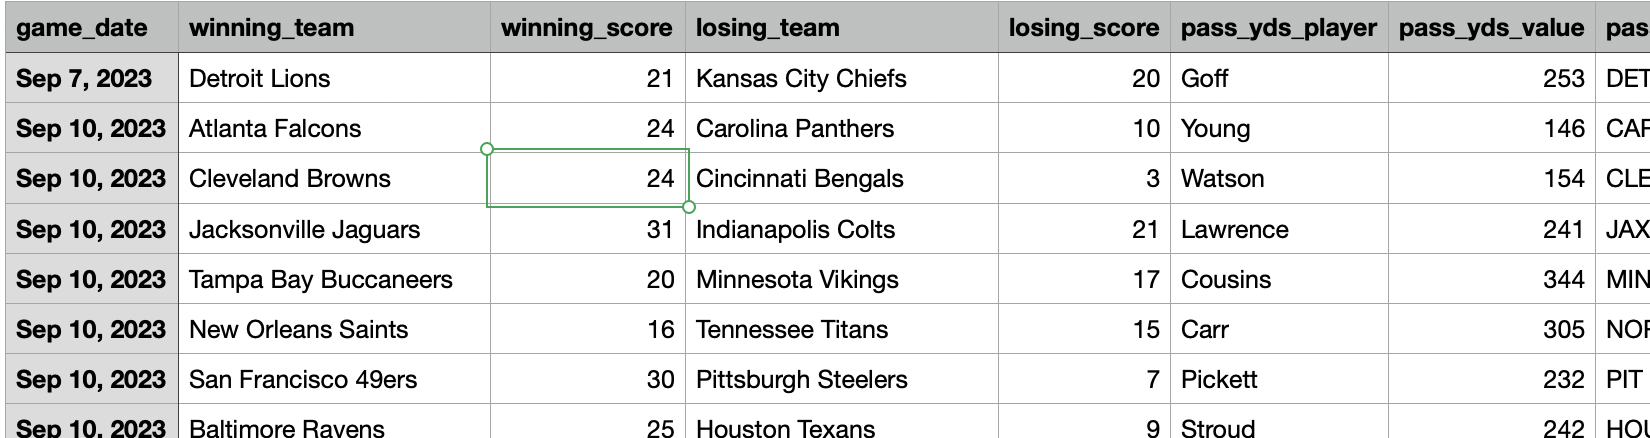 game_date winning_team winning_score losing_team losing_score pass_yds_player pass_yds_value pas
Sep 7, 2023 Detroit Lions 21 Kansas City Chiefs 20 Goff 253 DET
Sep 10, 2023 Atlanta Falcons 24 Carolina Panthers 10 Young 146 CAR
Sep 10, 2023 Cleveland Browns 24 Cincinnati Bengals 3 Watson 154 CLE
Sep 10, 2023 Jacksonville Jaguars 31 Indianapolis Colts 21 Lawrence 241 JAX
Sep 10, 2023 Tampa Bay Buccaneers 20 Minnesota Vikings 17 Cousins 344 MIN
Sep 10, 2023 New Orleans Saints 16 Tennessee Titans 15 Carr 305 NOR
Sep 10, 2023 San Francisco 49ers 30 Pittsburgh Steelers 7 Pickett 232 PIT
Sep 10, 2023 Baltimore Ravens 25 Houston Texans 9 Stroud 242 HOU